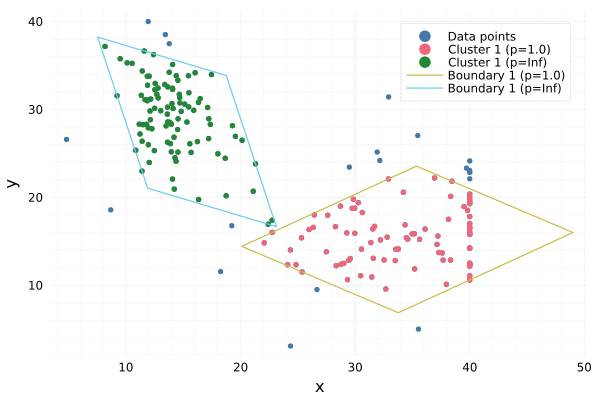 Data points
Cluster 1 (p=1.0)
Cluster 1 (p=Inf)
Boundary 1 (p=1.0)
Boundary 1 (p=Inf)
40
30
20
10
y
10 20 30 40 50
x